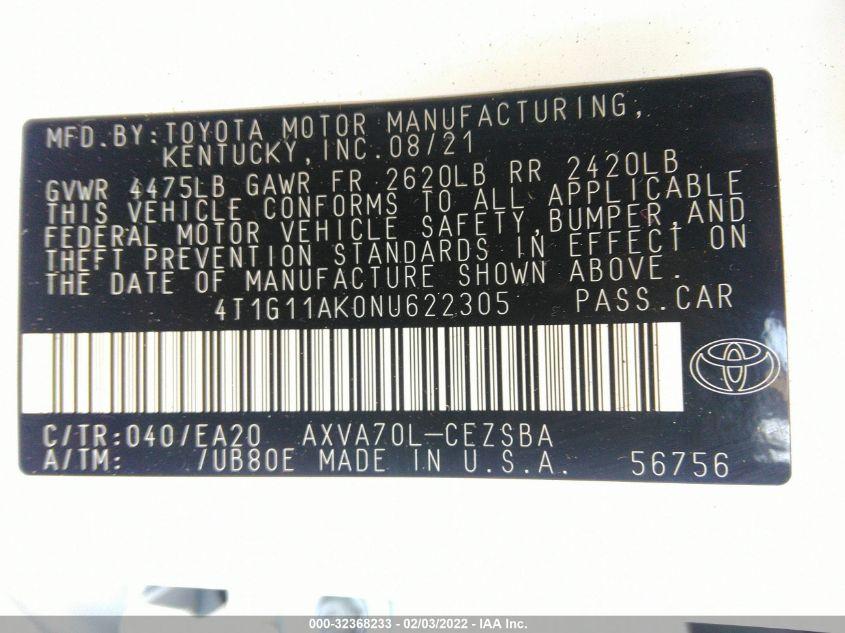 MFD.BY:TOYOTA MOTOR MANUFACTURING,
KENTUCKY,INC.08/21
GVWR 4475LB GAWR FR 2620LB RR 2420LB
THIS VEHICLE CONFORMS TO ALL APPLICABLE
FEDERAL MOTOR VEHICLE SAFETY,BUMPER,AND
THEFT PREVENTION STANDARDS IN EFFECT ON
THE DATE OF MANUFACTURE SHOWN ABOVE.
4T1G11AK0NU622305 PASS.CAR
C/TR:040/EA20 AXVA70L-CEZSBA
A/TM: /UB80E MADE IN U.S.A. 56756
000-32368233 - 02/03/2022 - IAA Inc.